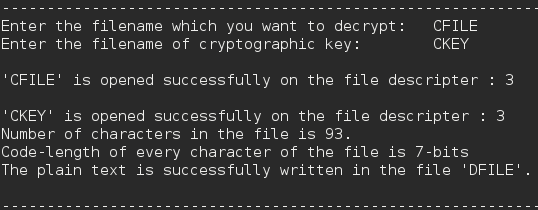 ------------------------------------------------------------
Enter the filename which you want to decrypt:   CFILE
Enter the filename of cryptographic key:        CKEY
'CFILE' is opened successfully on the file descripter : 3
'CKEY' is opened successfully on the file descripter : 3
Number of characters in the file is 93.
Code-length of every character of the file is 7-bits
The plain text is successfully written in the file 'DFILE'.
------------------------------------------------------------